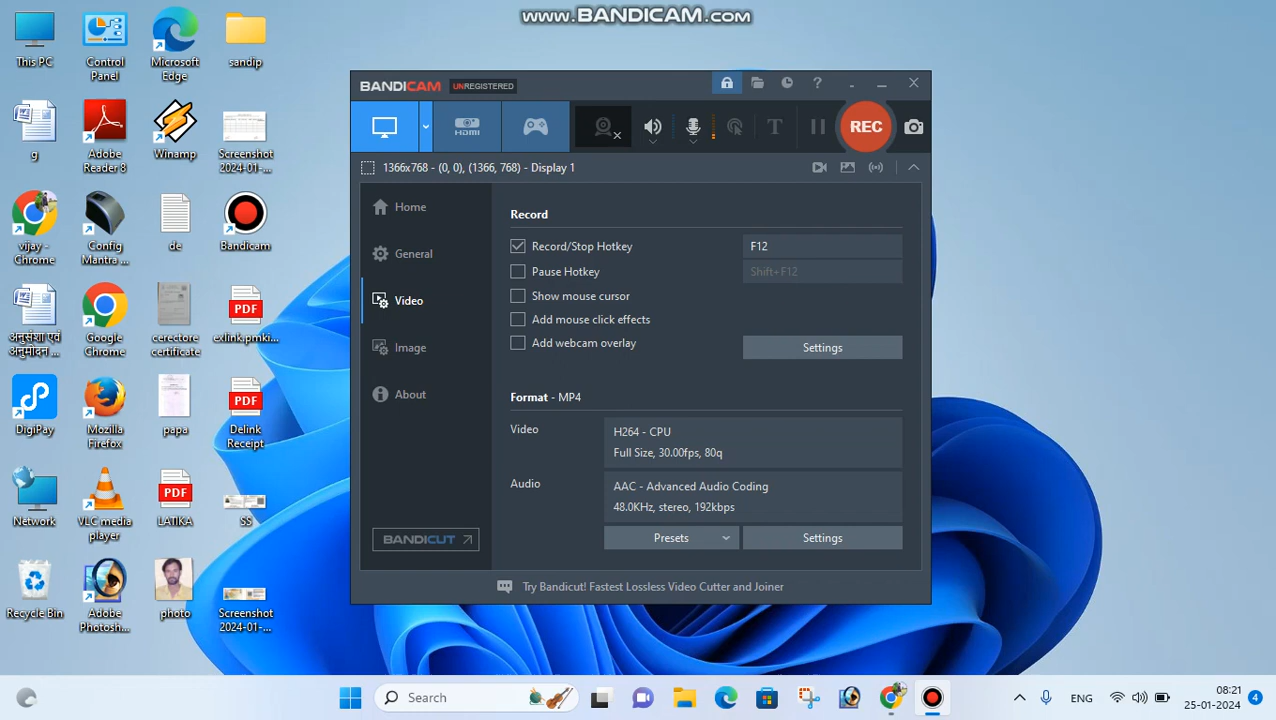 www.BANDICAM.com
This PC
Control
Panel
Microsoft
Edge
sandip
g
Adobe
Reader 8
Winamp
Screenshot
2024-01-...
vijay -
Chrome
Config
Mantra ...
de
Bandicam
अनुसंशा एवं
अनुमोदन ...
Google
Chrome
cerectore
certificate
PDF
exlink.pmki...
DigiPay
Mozilla
Firefox
papa
PDF
Delink
Receipt
Network
VLC media
player
PDF
LATIKA
SS
Recycle Bin
Adobe
Photosh...
photo
Screenshot
2024-01-...
BANDICAM UNREGISTERED
HDMI
REC
1366x768 - (0, 0), (1366, 768) - Display 1
Home
General
Video
Image
About
BANDICUT
Record
Record/Stop Hotkey F12
Pause Hotkey Shift+F12
Show mouse cursor
Add mouse click effects
Add webcam overlay
Settings
Format - MP4
Video
H264 - CPU
Full Size, 30.00fps, 80q
Audio
AAC - Advanced Audio Coding
48.0KHz, stereo, 192kbps
Presets
Settings
Try Bandicut! Fastest Lossless Video Cutter and Joiner
Search
ENG
08:21
25-01-2024
4